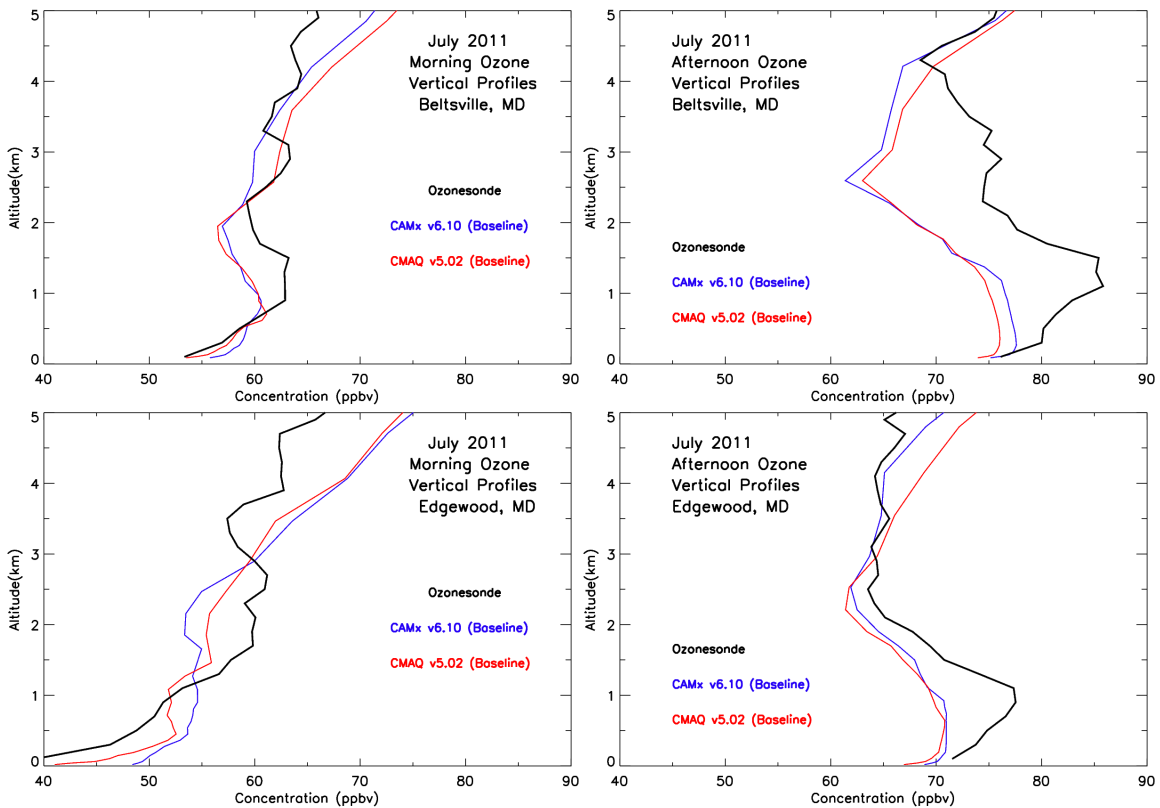 5
4
3
2
1
0
Altitude(km)
July 2011
Morning Ozone
Vertical Profiles
Beltsville, MD
Ozonesonde
CAMx v6.10 (Baseline)
CMAQ v5.02 (Baseline)
40 50 60 70 80 90
Concentration (ppbv)
5
4
3
2
1
0
Altitude(km)
July 2011
Afternoon Ozone
Vertical Profiles
Beltsville, MD
Ozonesonde
CAMx v6.10 (Baseline)
CMAQ v5.02 (Baseline)
40 50 60 70 80 90
Concentration (ppbv)
5
4
3
2
1
0
Altitude(km)
July 2011
Morning Ozone
Vertical Profiles
Edgewood, MD
Ozonesonde
CAMx v6.10 (Baseline)
CMAQ v5.02 (Baseline)
40 50 60 70 80 90
Concentration (ppbv)
5
4
3
2
1
0
Altitude(km)
July 2011
Afternoon Ozone
Vertical Profiles
Edgewood, MD
Ozonesonde
CAMx v6.10 (Baseline)
CMAQ v5.02 (Baseline)
40 50 60 70 80 90
Concentration (ppbv)